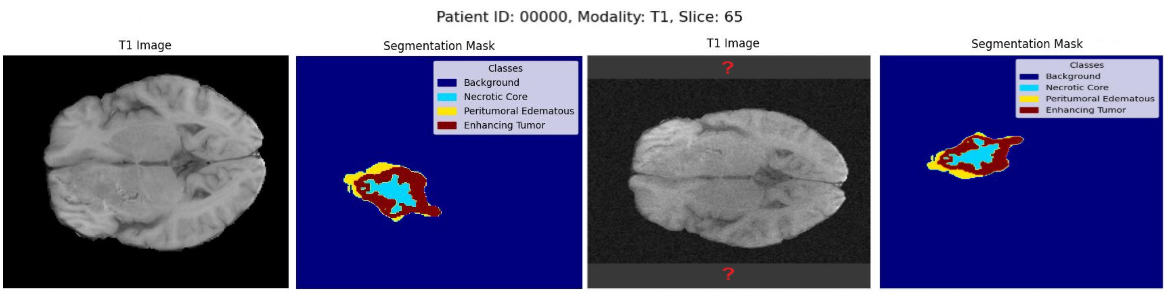 Patient ID: 00000, Modality: T1, Slice: 65
T1 Image
Segmentation Mask
Classes
Background
Necrotic Core
Peritumoral Edematous
Enhancing Tumor
T1 Image
?
?
Segmentation Mask
Classes
Background
Necrotic Core
Peritumoral Edematous
Enhancing Tumor